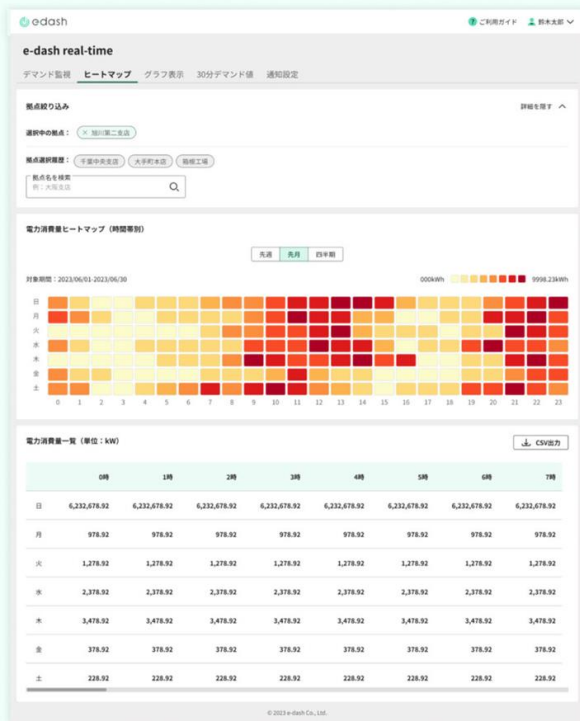 edash
? ご利用ガイド 鈴木太郎
e-dash real-time
デマンド監視 ヒートマップ グラフ表示 30分デマンド値 通知設定
拠点絞り込み 詳細を隠す
選択中の拠点： × 旭川第二支店
拠点選択履歴： 千葉中央支店 大手町本店 箱根工場
拠点名を検索
例：大阪支店
電力消費量ヒートマップ（時間帯別）
先週 先月 四半期
対象期間：2023/06/01-2023/06/30 000kWh 9998.23kWh
日
月
火
水
木
金
土
0 1 2 3 4 5 6 7 8 9 10 11 12 13 14 15 16 17 18 19 20 21 22 23
電力消費量一覧（単位：kW） CSV出力
0時 1時 2時 3時 4時 5時 6時 7時
日 6,232,678.92 6,232,678.92 6,232,678.92 6,232,678.92 6,232,678.92 6,232,678.92 6,232,678.92 6,232,678.92
月 978.92 978.92 978.92 978.92 978.92 978.92 978.92 978.92
火 1,278.92 1,278.92 1,278.92 1,278.92 1,278.92 1,278.92 1,278.92 1,278.92
水 2,378.92 2,378.92 2,378.92 2,378.92 2,378.92 2,378.92 2,378.92 2,378.92
木 3,478.92 3,478.92 3,478.92 3,478.92 3,478.92 3,478.92 3,478.92 3,478.92
金 378.92 378.92 378.92 378.92 378.92 378.92 378.92 378.92
土 228.92 228.92 228.92 228.92 228.92 228.92 228.92 228.92
© 2023 e-dash Co., Ltd.